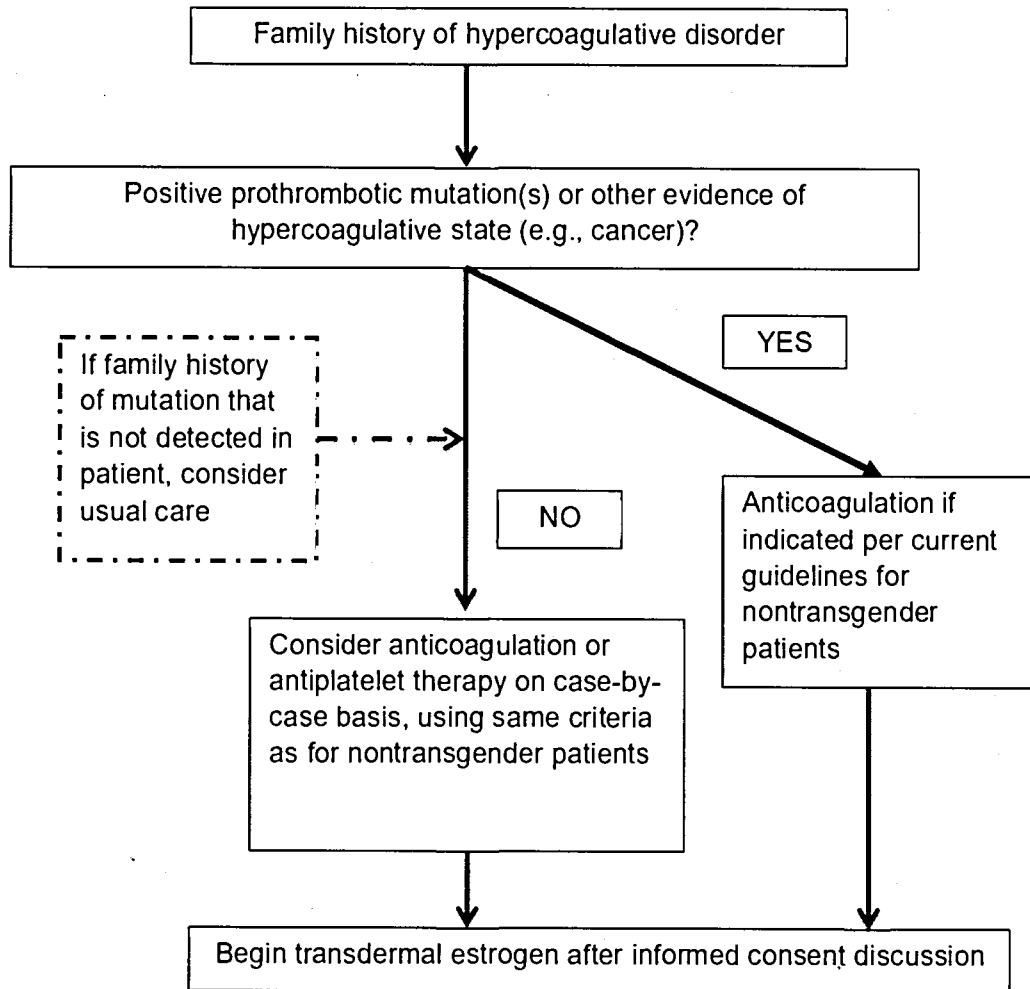 Family history of hypercoagulative disorder
Positive prothrombotic mutation(s) or other evidence of
hypercoagulative state (e.g., cancer)?
If family history
of mutation that
is not detected in
patient, consider
usual care
YES
NO
Anticoagulation if
indicated per current
guidelines for
nontransgender
patients
Consider anticoagulation or
antiplatelet therapy on case-by-
case basis, using same criteria
as for nontransgender patients
Begin transdermal estrogen after informed consent discussion